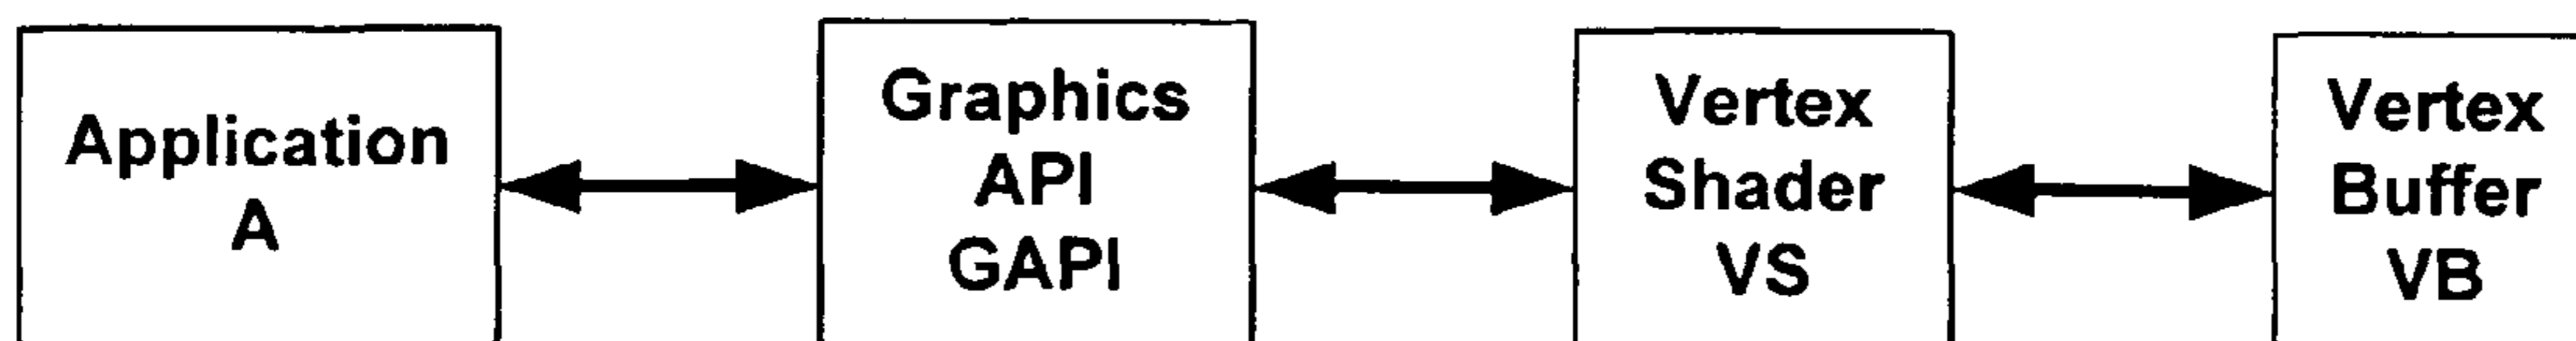 Application
A
Graphics
API
GAPI
Vertex
Shader
VS
Vertex
Buffer
VB